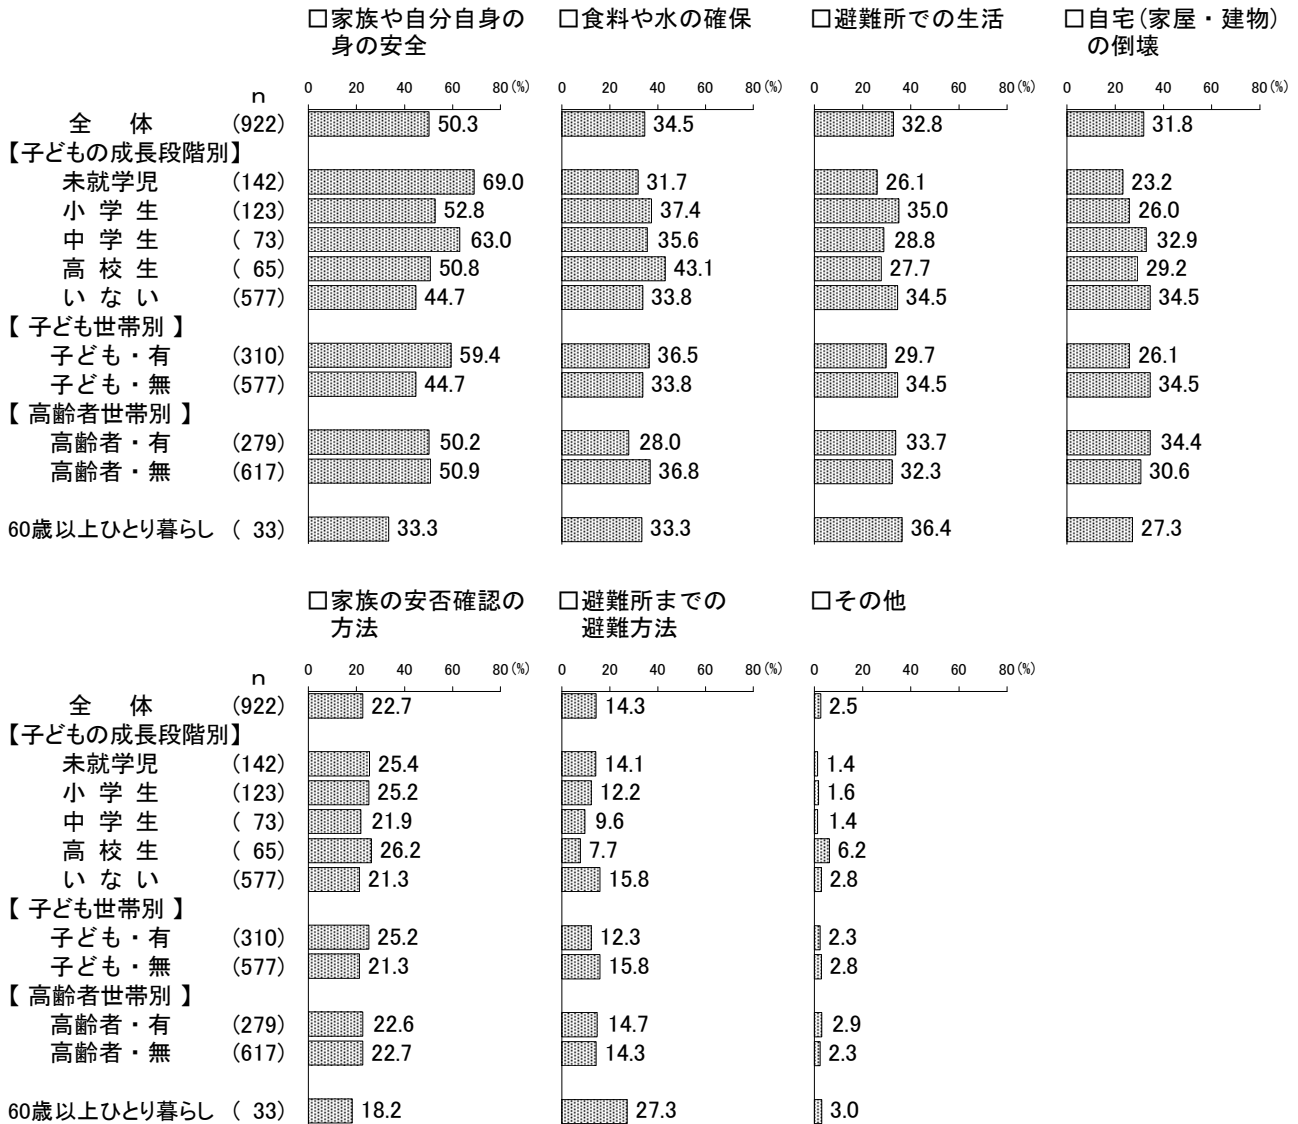 □家族や自分自身の □食料や水の確保 □避難所での生活 □自宅(家屋・建物)
身の安全 の倒壊
0 20 40 60 80(%) 0 20 40 60 80(%) 0 20 40 60 80(%) 0 20 40 60 80(%)
n
全 体 (922) 50.3 34.5 32.8 31.8
【子どもの成長段階別】
未就学児 (142) 69.0 31.7 26.1 23.2
小 学 生 (123) 52.8 37.4 35.0 26.0
中 学 生 ( 73) 63.0 35.6 28.8 32.9
高 校 生 ( 65) 50.8 43.1 27.7 29.2
い な い (577) 44.7 33.8 34.5 34.5
【 子ども世帯別 】
子ども・有 (310) 59.4 36.5 29.7 26.1
子ども・無 (577) 44.7 33.8 34.5 34.5
【 高齢者世帯別 】
高齢者・有 (279) 50.2 28.0 33.7 34.4
高齢者・無 (617) 50.9 36.8 32.3 30.6
60歳以上ひとり暮らし ( 33) 33.3 33.3 36.4 27.3
□家族の安否確認の □避難所までの □その他
方法 避難方法
0 20 40 60 80(%) 0 20 40 60 80(%) 0 20 40 60 80(%)
n
全 体 (922) 22.7 14.3 2.5
【子どもの成長段階別】
未就学児 (142) 25.4 14.1 1.4
小 学 生 (123) 25.2 12.2 1.6
中 学 生 ( 73) 21.9 9.6 1.4
高 校 生 ( 65) 26.2 7.7 6.2
い な い (577) 21.3 15.8 2.8
【 子ども世帯別 】
子ども・有 (310) 25.2 12.3 2.3
子ども・無 (577) 21.3 15.8 2.8
【 高齢者世帯別 】
高齢者・有 (279) 22.6 14.7 2.9
高齢者・無 (617) 22.7 14.3 2.3
60歳以上ひとり暮らし ( 33) 18.2 27.3 3.0